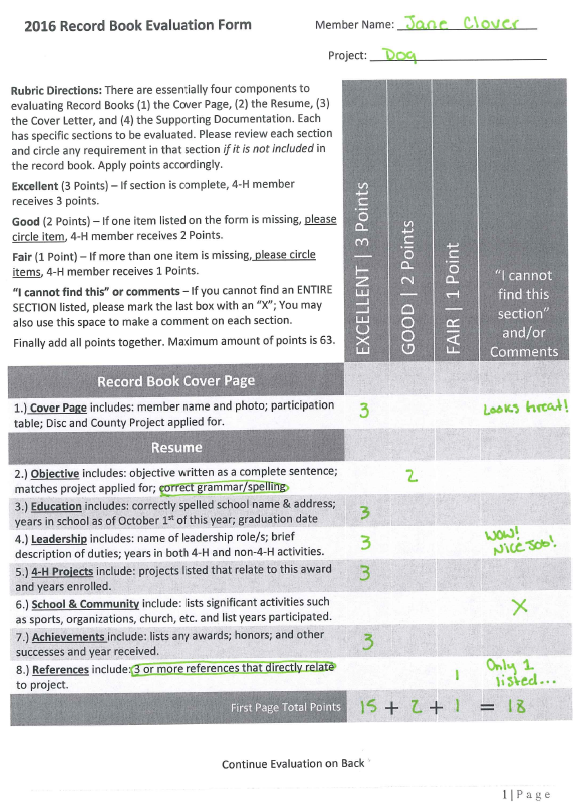 2016 Record Book Evaluation Form
Member Name: Jane Clover
Project: Dog
Rubric Directions: There are essentially four components to
evaluating Record Books (1) the Cover Page, (2) the Resume, (3)
the Cover Letter, and (4) the Supporting Documentation. Each
has specific sections to be evaluated. Please review each section
and circle any requirement in that section if it is not included in
the record book. Apply points accordingly.
Excellent (3 Points) – If section is complete, 4-H member
receives 3 points.
Good (2 Points) – If one item listed on the form is missing, please
circle item, 4-H member receives 2 Points.
Fair (1 Point) – If more than one item is missing, please circle
items, 4-H member receives 1 Points.
"I cannot find this" or comments – If you cannot find an ENTIRE
SECTION listed, please mark the last box with an "X"; You may
also use this space to make a comment on each section.
Finally add all points together. Maximum amount of points is 63.
EXCELLENT | 3 Points
GOOD | 2 Points
FAIR | 1 Point
"I cannot
find this
section"
and/or
Comments
Record Book Cover Page
1.) Cover Page includes: member name and photo; participation
table; Disc and County Project applied for.
3
Looks Great!
Resume
2.) Objective includes: objective written as a complete sentence;
matches project applied for; correct grammar/spelling
2
3.) Education includes: correctly spelled school name & address;
years in school as of October 1st of this year; graduation date
3
4.) Leadership includes: name of leadership role/s; brief
description of duties; years in both 4-H and non-4-H activities.
3
Wow!
Nice Job!
5.) 4-H Projects include: projects listed that relate to this award
and years enrolled.
3
6.) School & Community include: lists significant activities such
as sports, organizations, church, etc. and list years participated.
X
7.) Achievements include: lists any awards; honors; and other
successes and year received.
3
8.) References include: 3 or more references that directly relate
to project.
1
Only 1
listed...
First Page Total Points 15 + 2 + 1 = 18
Continue Evaluation on Back
1 | Page